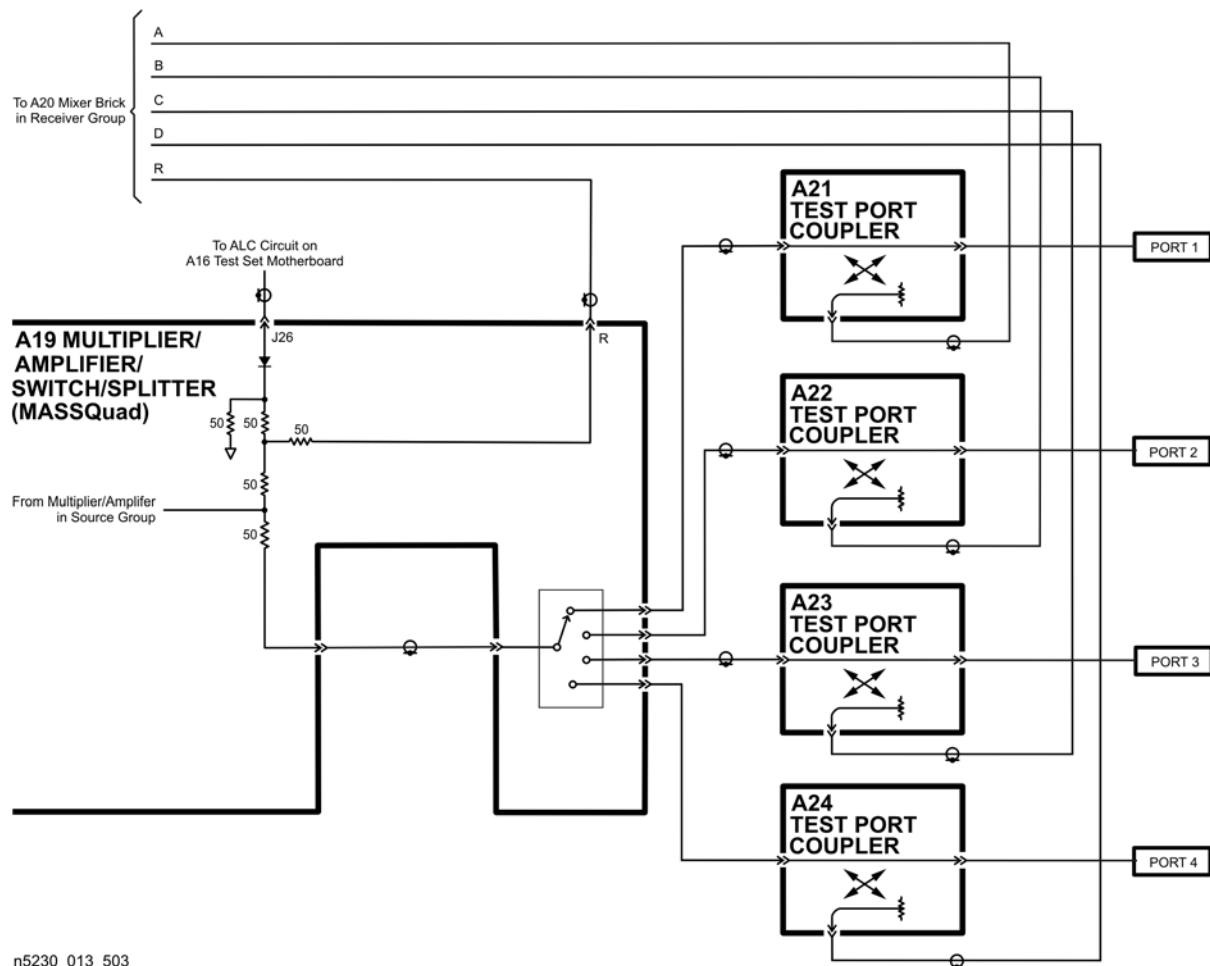 A
B
To A20 Mixer Brick
in Receiver Group
C
D
R
To ALC Circuit on
A16 Test Set Motherboard
A21
TEST PORT
COUPLER
PORT 1
J26
R
A19 MULTIPLIER/
AMPLIFIER/
SWITCH/SPLITTER
(MASSQuad)
50
50
50
50
From Multiplier/Amplifer
in Source Group
50
A22
TEST PORT
COUPLER
PORT 2
A23
TEST PORT
COUPLER
PORT 3
A24
TEST PORT
COUPLER
PORT 4
n5230_013_503